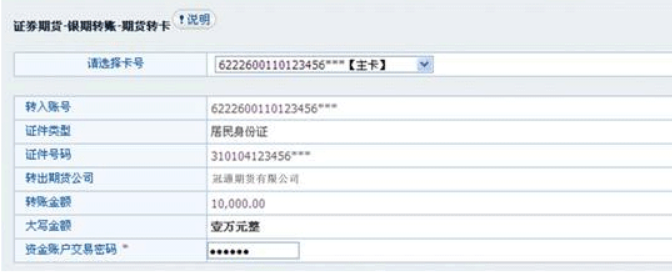 证券期货-银期转账-期货转卡 !说明
请选择卡号 6222600110123456***【主卡】
转入账号 6222600110123456***
证件类型 居民身份证
证件号码 310104123456***
转出期货公司 冠通期货有限公司
转账金额 10,000.00
大写金额 壹万元整
资金账户交易密码 * ●●●●●●